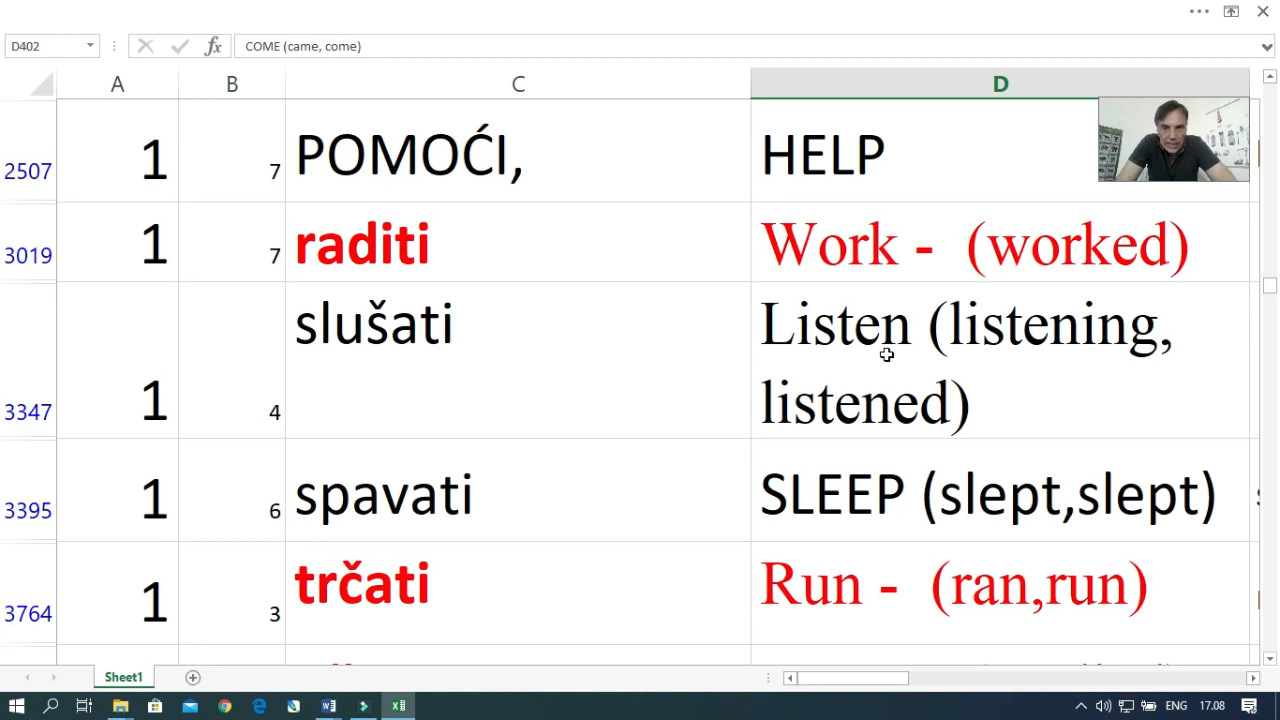 D402 COME (came, come)
A B C D
2507 1 7 POMOĆI, HELP
3019 1 7 raditi Work - (worked)
3347 1 4 slušati Listen (listening,
listened)
3395 1 6 spavati SLEEP (slept,slept)
3764 1 3 trčati Run - (ran,run)
Sheet1
ENG 17.08